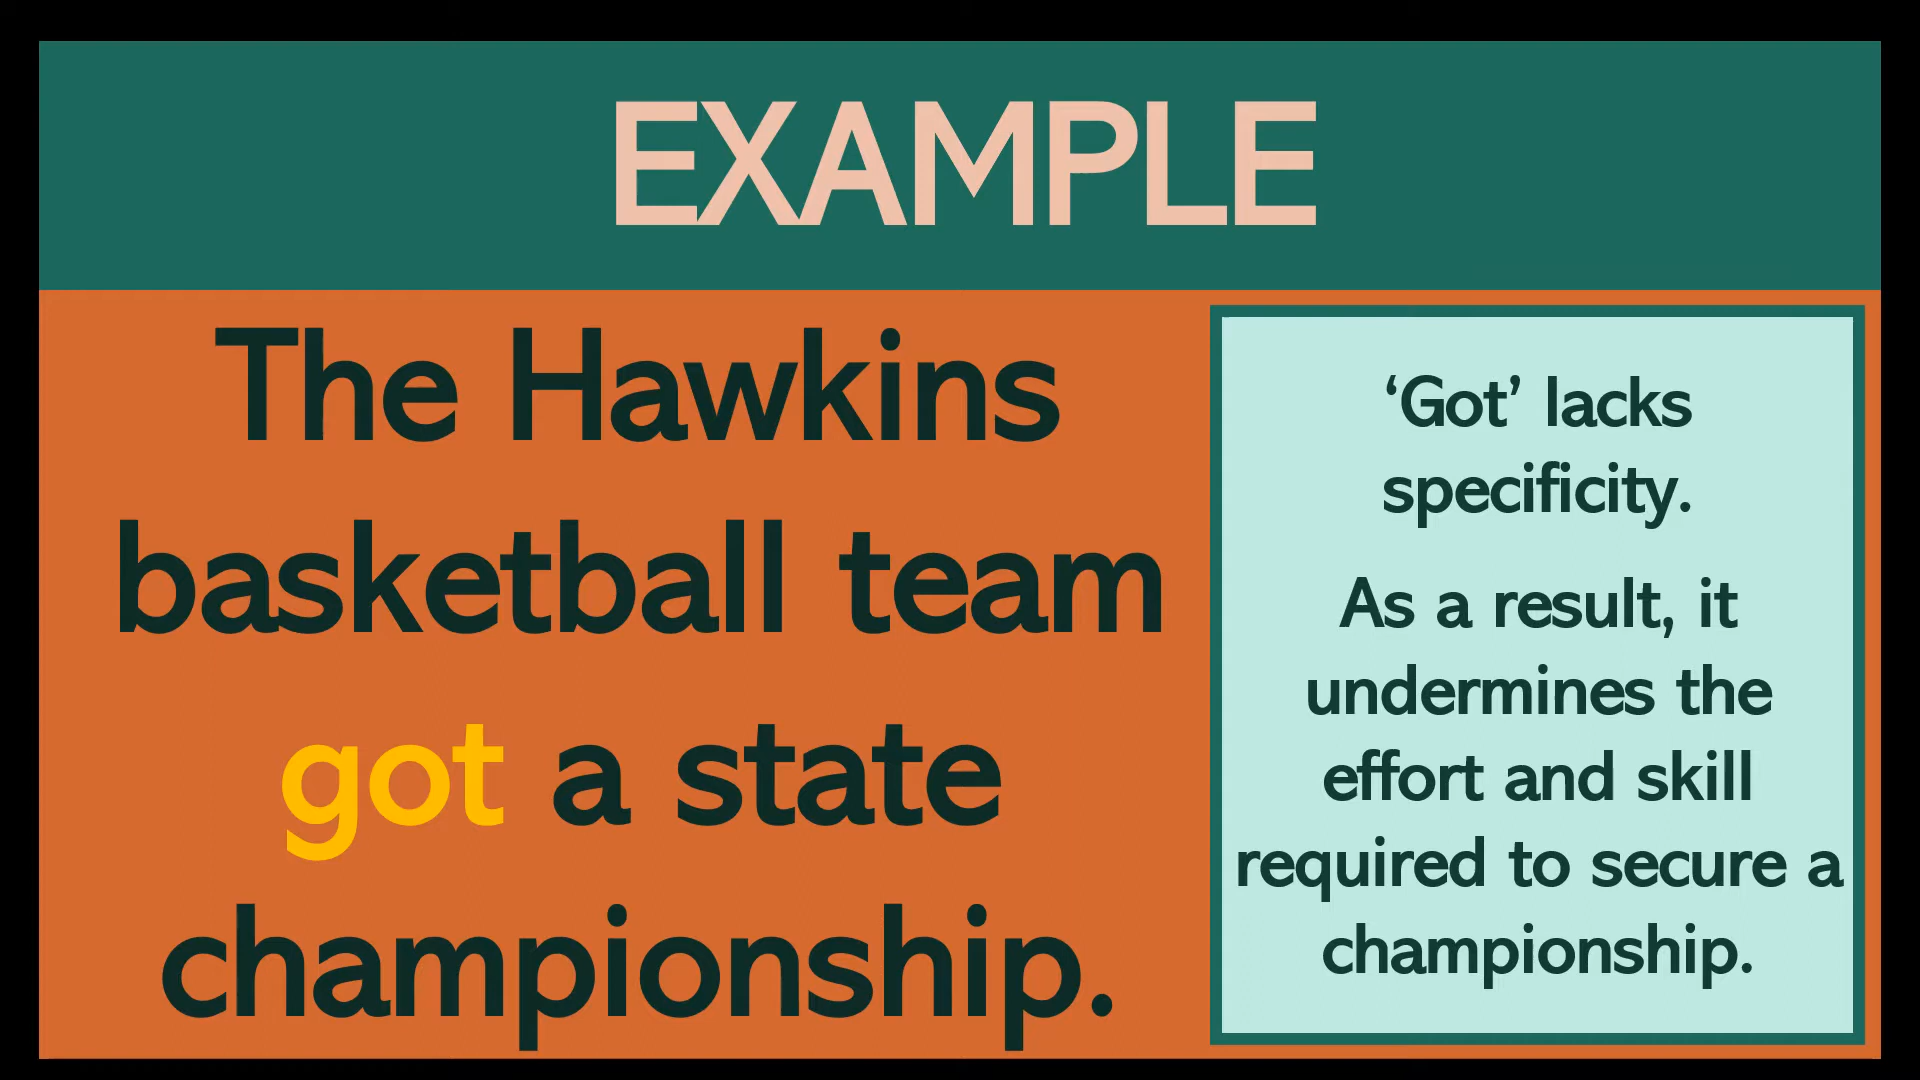 EXAMPLE
The Hawkins
basketball team
got a state
championship.
‘Got’ lacks
specificity.
As a result, it
undermines the
effort and skill
required to secure a
championship.